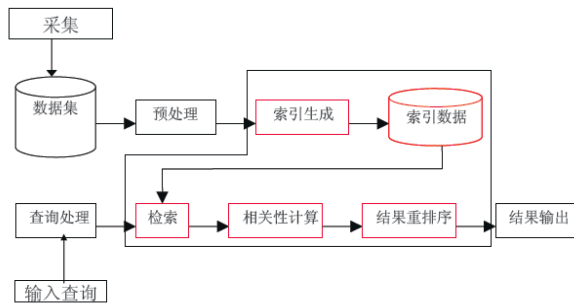 采集
数据集
预处理
索引生成
索引数据
查询处理
检索
相关性计算
结果重排序
结果输出
输入查询